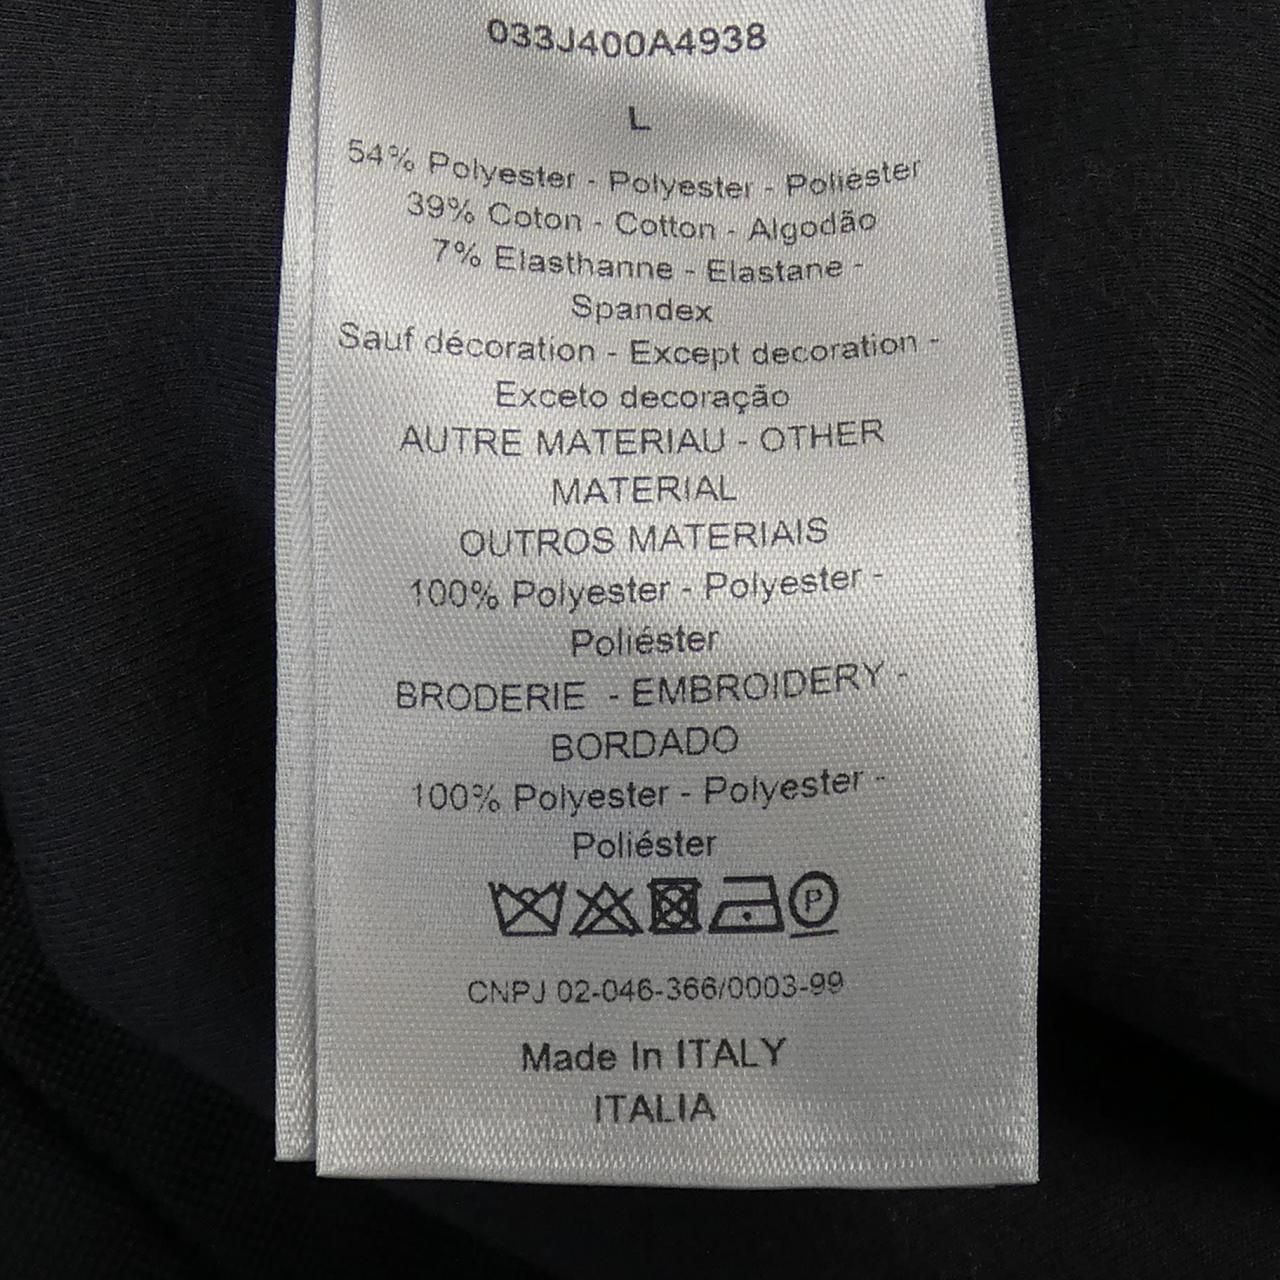 033J400A4938
L
54% Polyester - Polyester - Poliéster
39% Coton - Cotton - Algodão
7% Elasthanne - Elastane -
Spandex
Sauf décoration - Except decoration -
Exceto decoração
AUTRE MATERIAU - OTHER
MATERIAL
OUTROS MATERIAIS
100% Polyester - Polyester -
Poliéster
BRODERIE - EMBROIDERY -
BORDADO
100% Polyester - Polyester -
Poliéster
P
CNPJ 02-046-366/0003-99
Made In ITALY
ITALIA